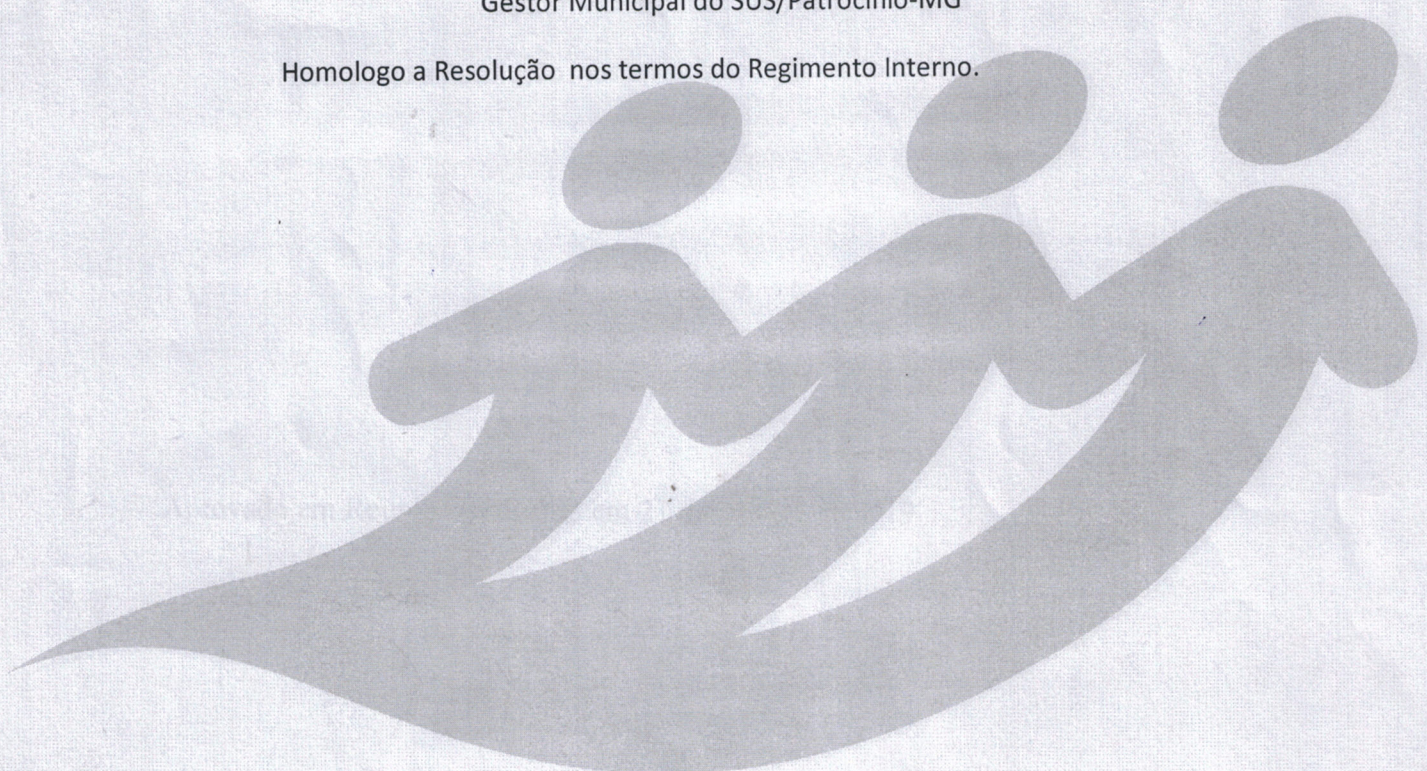 Gestor Municipal do SUS/Patrocínio-MG
Homologo a Resolução nos termos do Regimento Interno.